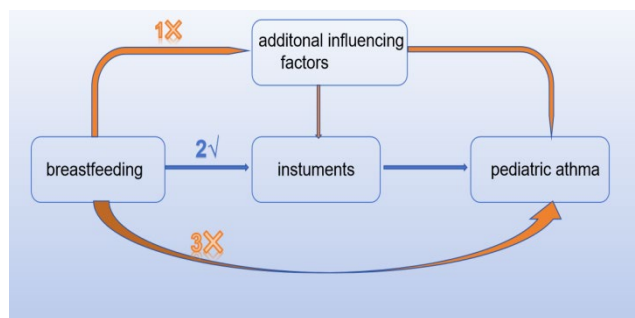 1X
additonal influencing
factors
breastfeeding
2√
instuments
pediatric athma
3X